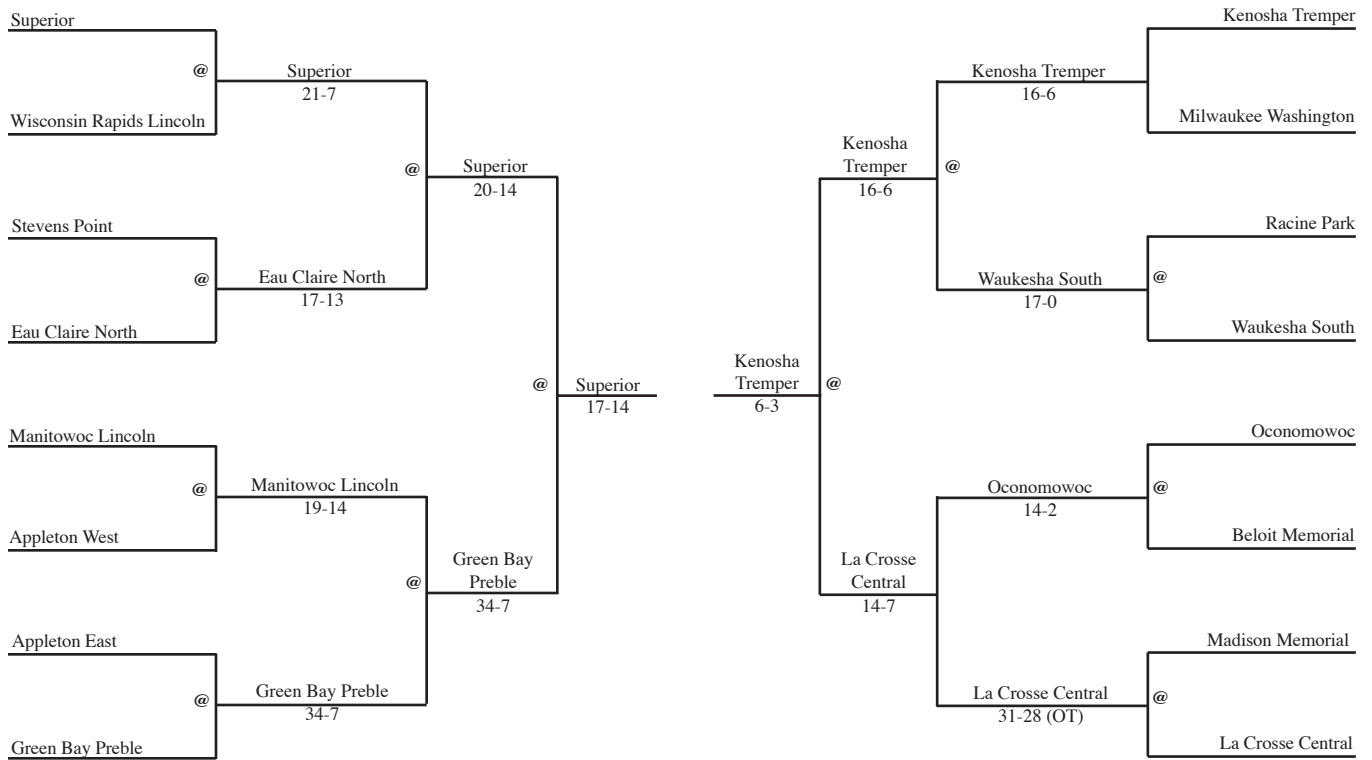 Superior
@
Superior
21-7
Wisconsin Rapids Lincoln
@
Superior
20-14
Stevens Point
@
Eau Claire North
17-13
Eau Claire North
@
Superior
17-14
Manitowoc Lincoln
@
Manitowoc Lincoln
19-14
Appleton West
@
Green Bay
Preble
34-7
Appleton East
@
Green Bay Preble
34-7
Green Bay Preble
Kenosha Tremper
Kenosha Tremper
16-6
Milwaukee Washington
Kenosha
Tremper
16-6
@
Racine Park
Waukesha South
17-0
@
Waukesha South
Kenosha
Tremper
6-3
@
Oconomowoc
Oconomowoc
14-2
@
Beloit Memorial
La Crosse
Central
14-7
Madison Memorial
La Crosse Central
31-28 (OT)
@
La Crosse Central